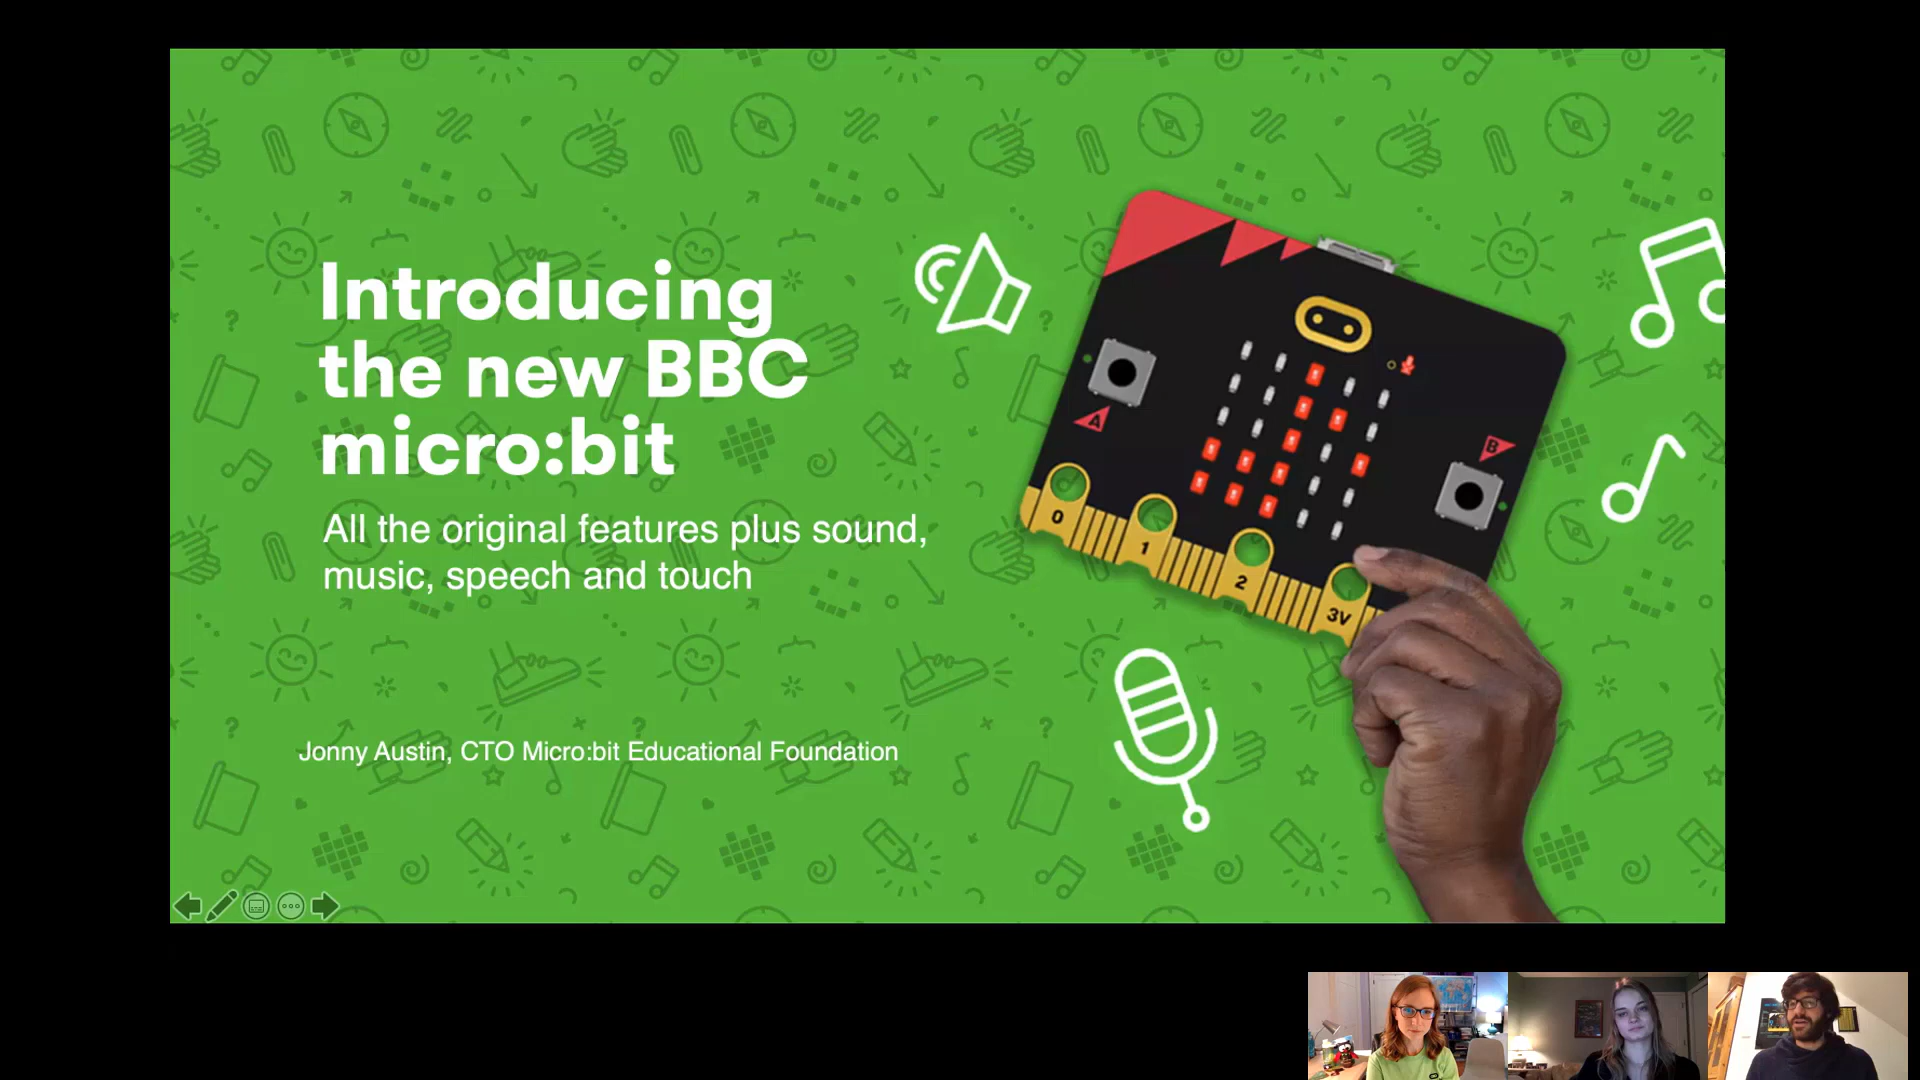 Introducing
the new BBC
micro:bit
All the original features plus sound,
music, speech and touch
Jonny Austin, CTO Micro:bit Educational Foundation
A
B
0
1
2
3V